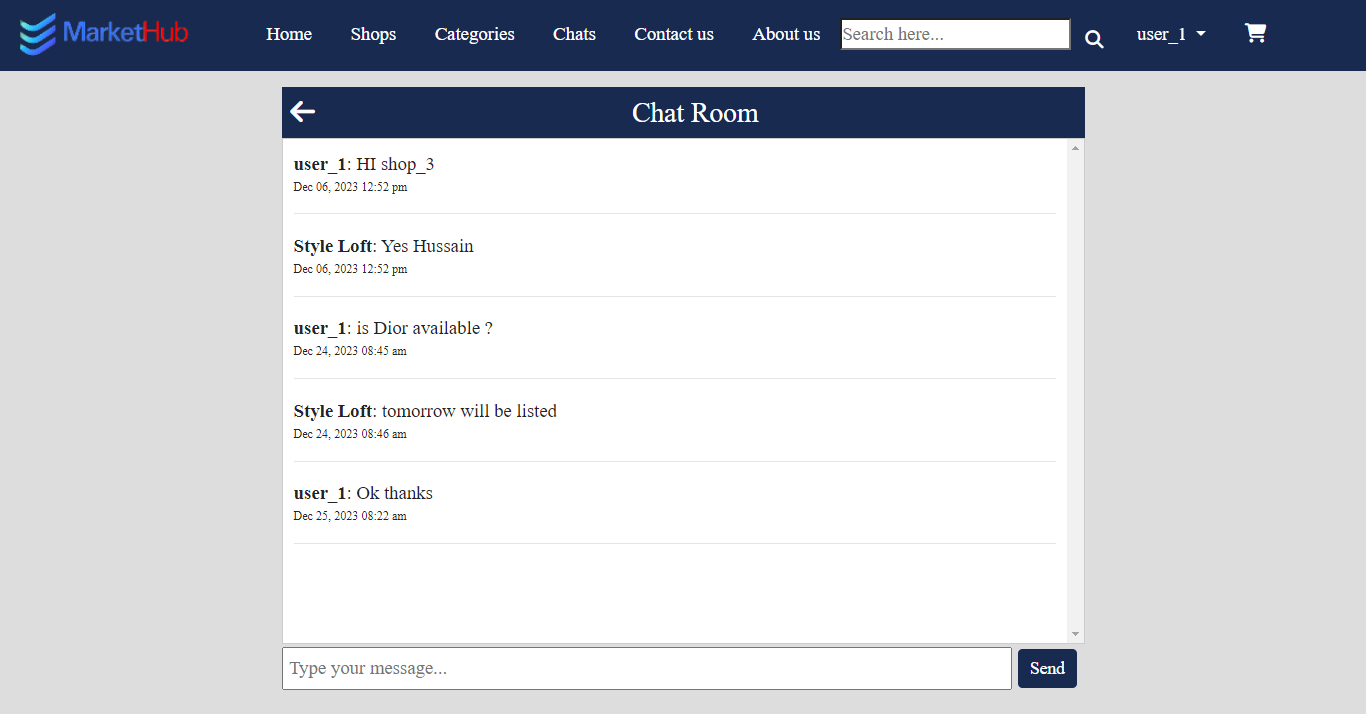 MarketHub Home Shops Categories Chats Contact us About us Search here... user_1
Chat Room
user_1: HI shop_3
Dec 06, 2023 12:52 pm
Style Loft: Yes Hussain
Dec 06, 2023 12:52 pm
user_1: is Dior available ?
Dec 24, 2023 08:45 am
Style Loft: tomorrow will be listed
Dec 24, 2023 08:46 am
user_1: Ok thanks
Dec 25, 2023 08:22 am
Type your message... Send